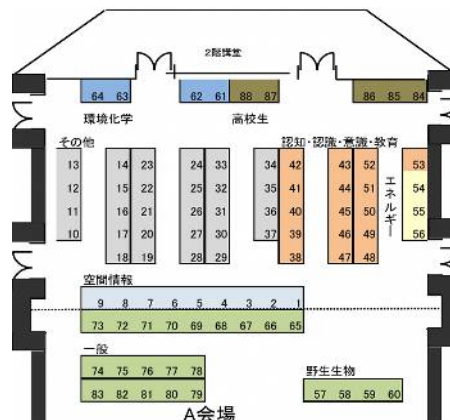 2階講堂
64 63 62 61 88 87 86 85 84
環境化学 高校生
その他 認知・認識・意識・教育
13 14 23 24 33 34 42 43 52 53
12 15 22 25 32 35 41 44 51 54
11 16 21 26 31 36 40 45 50 55
10 17 20 27 30 37 39 46 49 56
18 19 28 29 38 47 48
エネルギー
空間情報
9 8 7 6 5 4 3 2 1
73 72 71 70 69 68 67 66 65
一般
74 75 76 77 78
83 82 81 80 79
野生生物
57 58 59 60
A会場